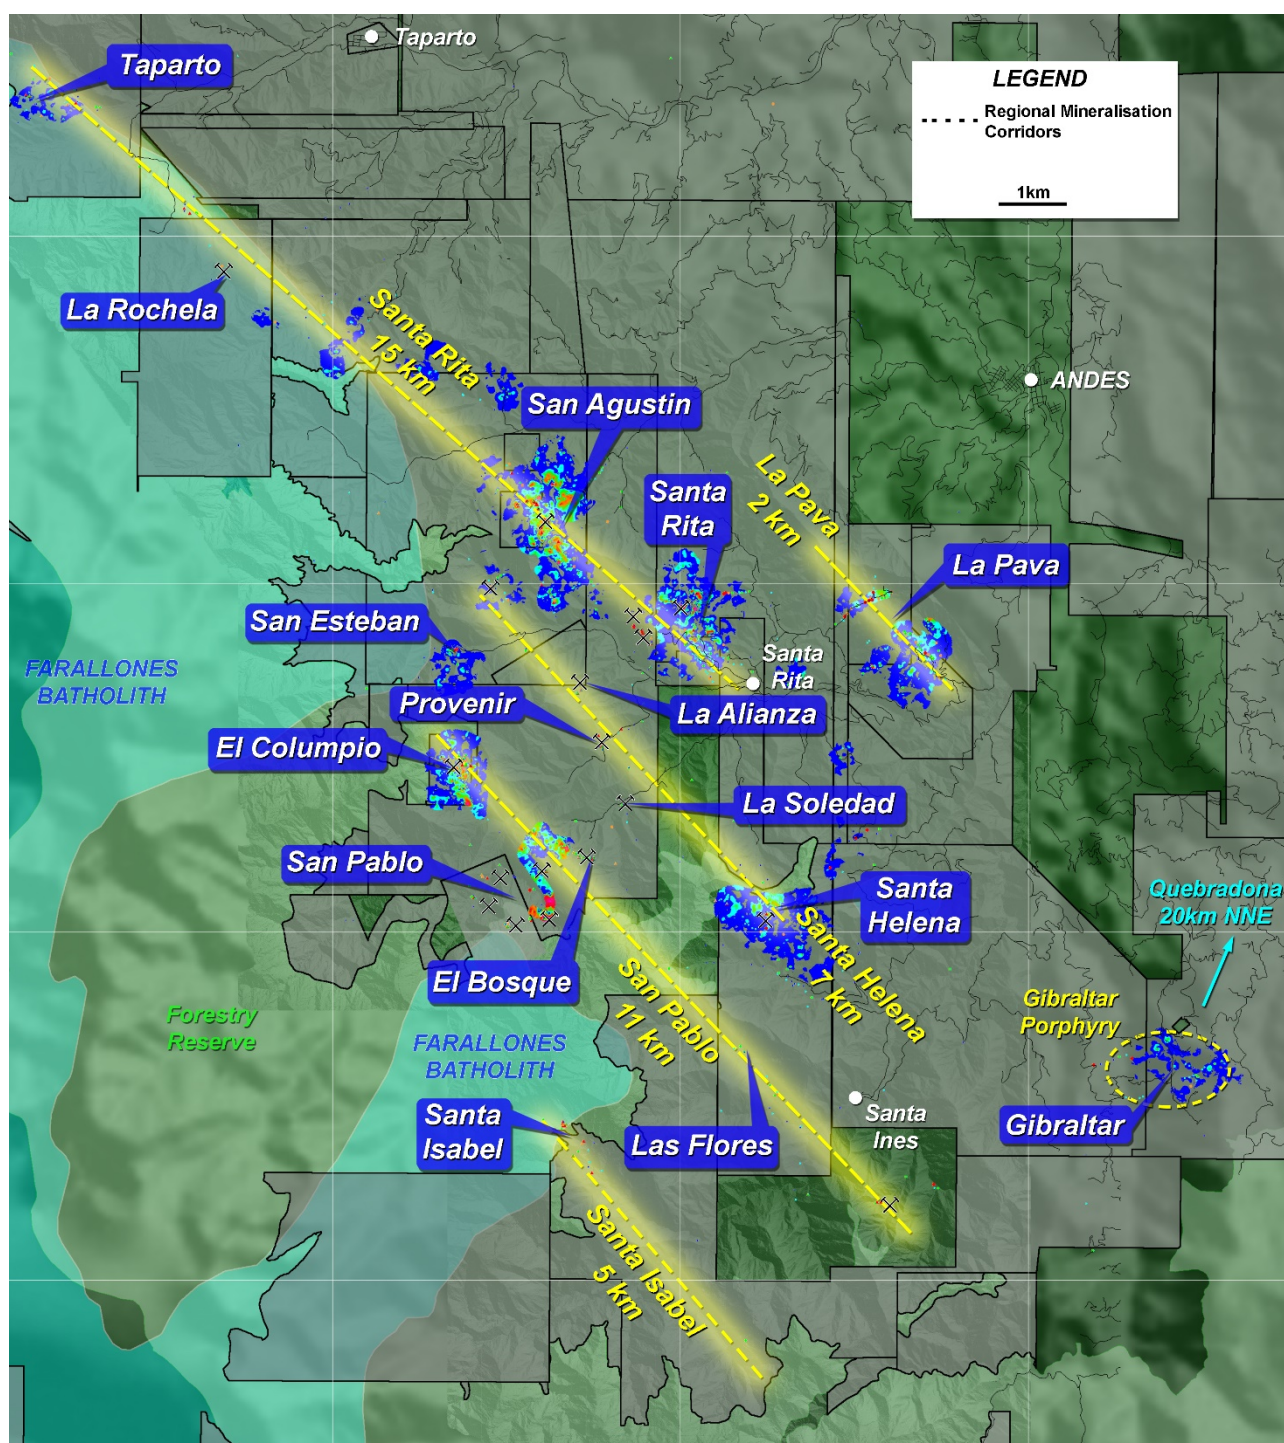 Taparto
Taparto
LEGEND
Regional Mineralisation
Corridors
1km
La Rochela
Santa Rita
15 km
ANDES
San Agustin
La Pava
2 km
Santa
Rita
La Pava
San Esteban
FARALLONES
BATHOLITH
Santa
Rita
Provenir
La Alianza
El Columpio
La Soledad
San Pablo
Santa
Helena
Quebradona
20km NNE
Santa Helena
7 km
El Bosque
San Pablo
11 km
Gibraltar
Porphyry
Forestry
Reserve
FARALLONES
BATHOLITH
Santa
Isabel
Las Flores
Santa
Ines
Gibraltar
Santa Isabel
5 km